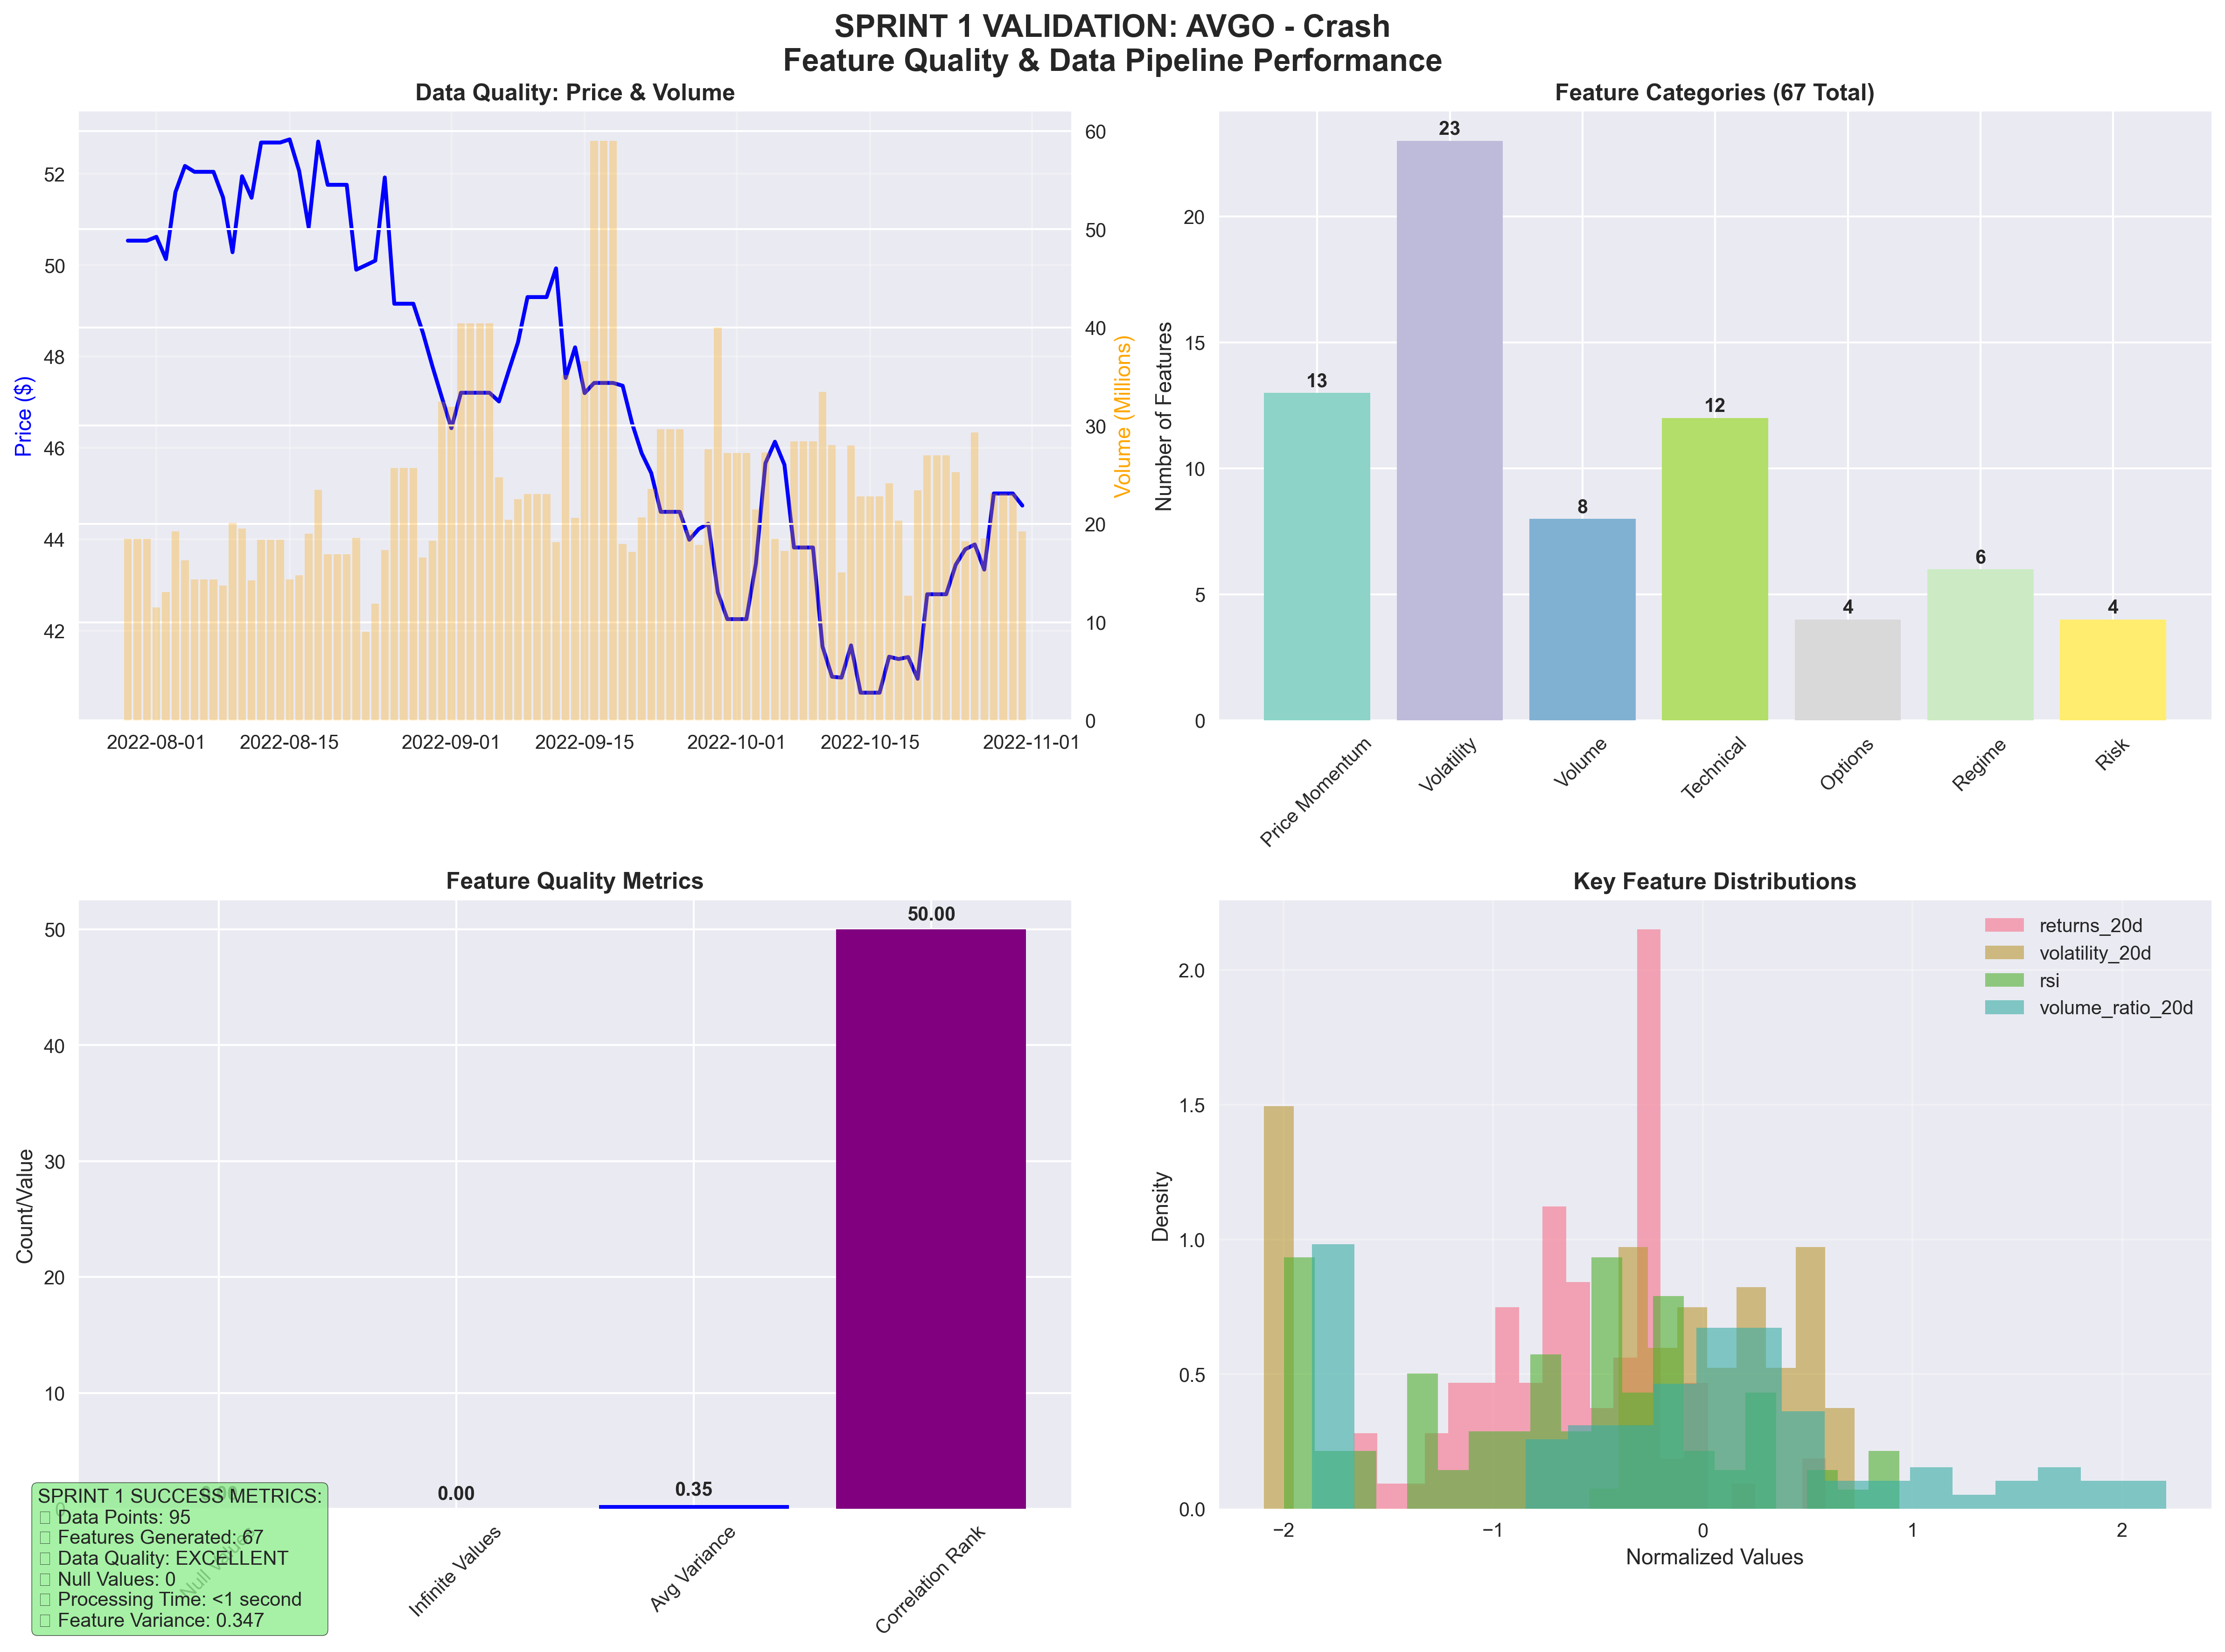 SPRINT 1 VALIDATION: AVGO - Crash
Feature Quality & Data Pipeline Performance
Data Quality: Price & Volume
Price ($)
52
50
48
46
44
42
60
50
40
30
20
10
0
Volume (Millions)
2022-08-01
2022-08-15
2022-09-01
2022-09-15
2022-10-01
2022-10-15
2022-11-01
Feature Categories (67 Total)
Number of Features
20
15
10
5
0
13
23
8
12
4
6
4
Price Momentum
Volatility
Volume
Technical
Options
Regime
Risk
Feature Quality Metrics
Count/Value
50
40
30
20
10
0
0.00
0.00
0.35
50.00
Null Values
Infinite Values
Avg Variance
Correlation Rank
SPRINT 1 SUCCESS METRICS:
Data Points: 95
Features Generated: 67
Data Quality: EXCELLENT
Null Values: 0
Processing Time: <1 second
Feature Variance: 0.347
Key Feature Distributions
returns_20d
volatility_20d
rsi
volume_ratio_20d
Density
2.0
1.5
1.0
0.5
0.0
−2
−1
0
1
2
Normalized Values